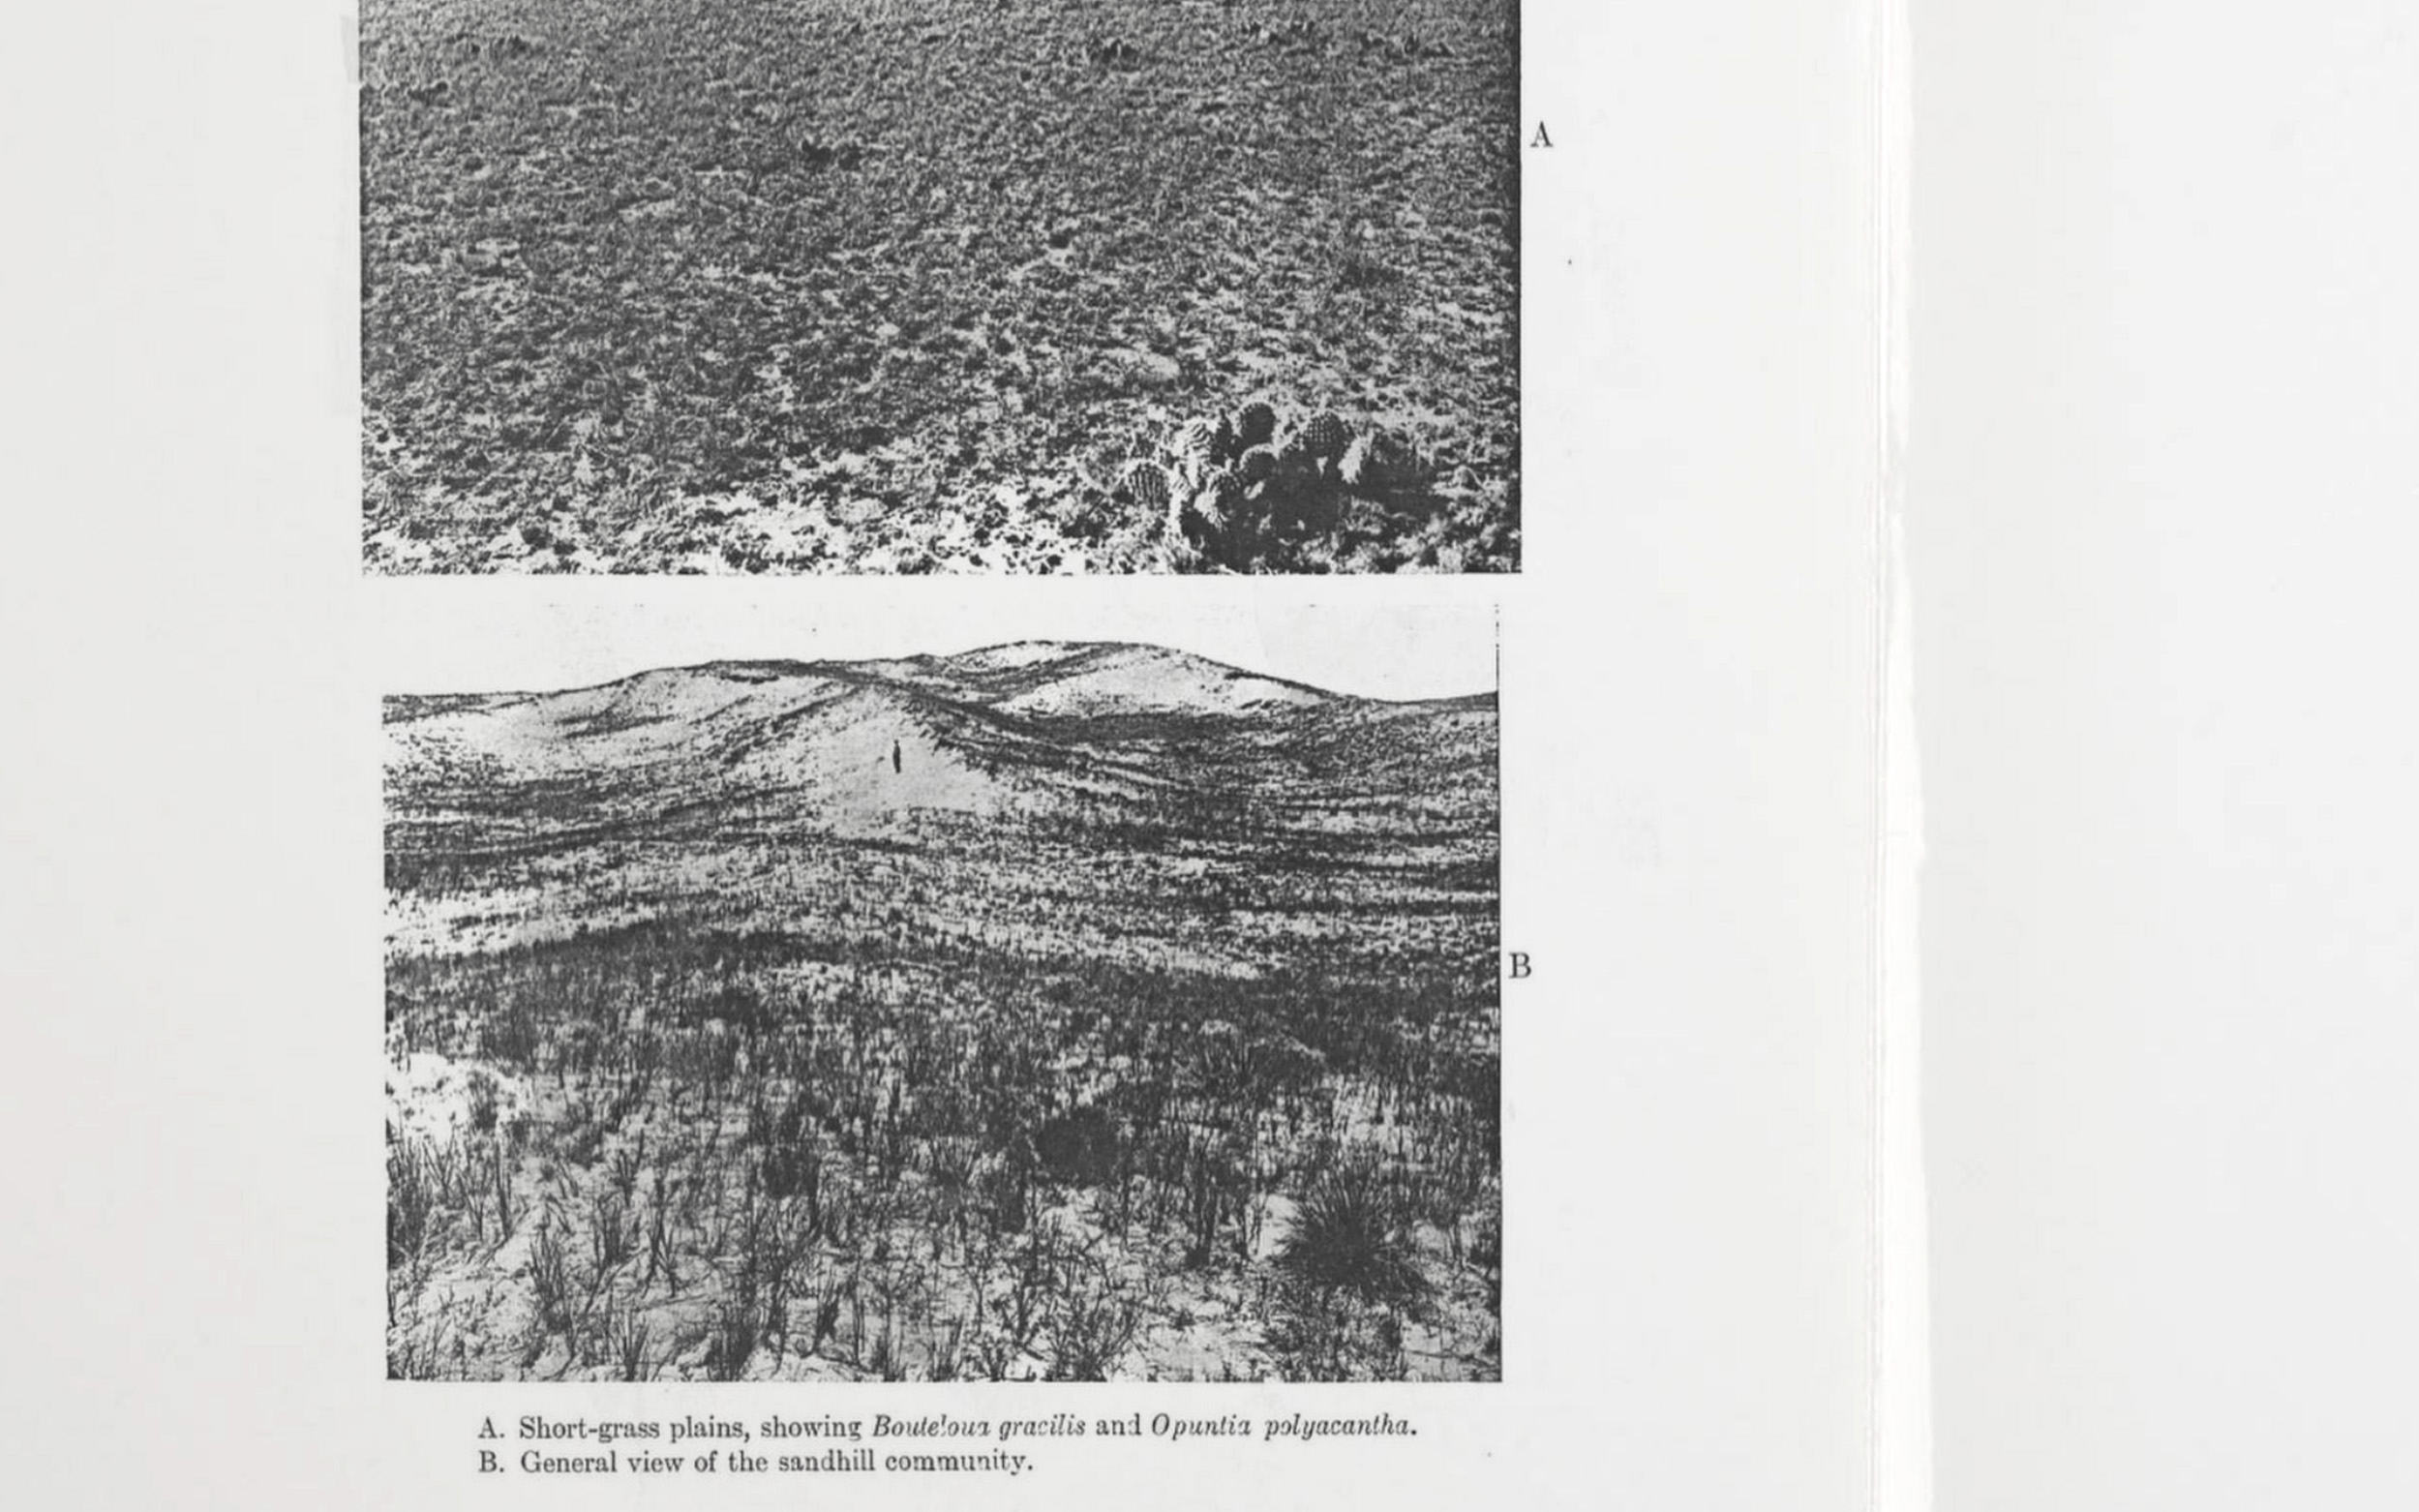 A
B
A. Short-grass plains, showing Bouteloua gracilis and Opuntia polyacantha.
B. General view of the sandhill community.